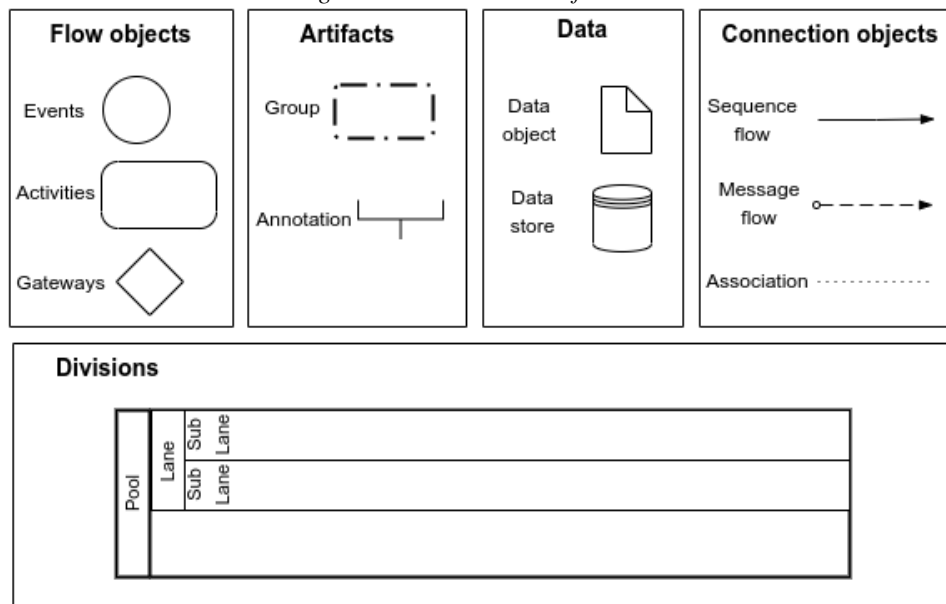 Flow objects
Events
Activities
Gateways
Artifacts
Group
Annotation
Data
Data
object
Data
store
Connection objects
Sequence
flow
Message
flow
Association
Divisions
Pool
Lane
Sub
Lane
Sub
Lane